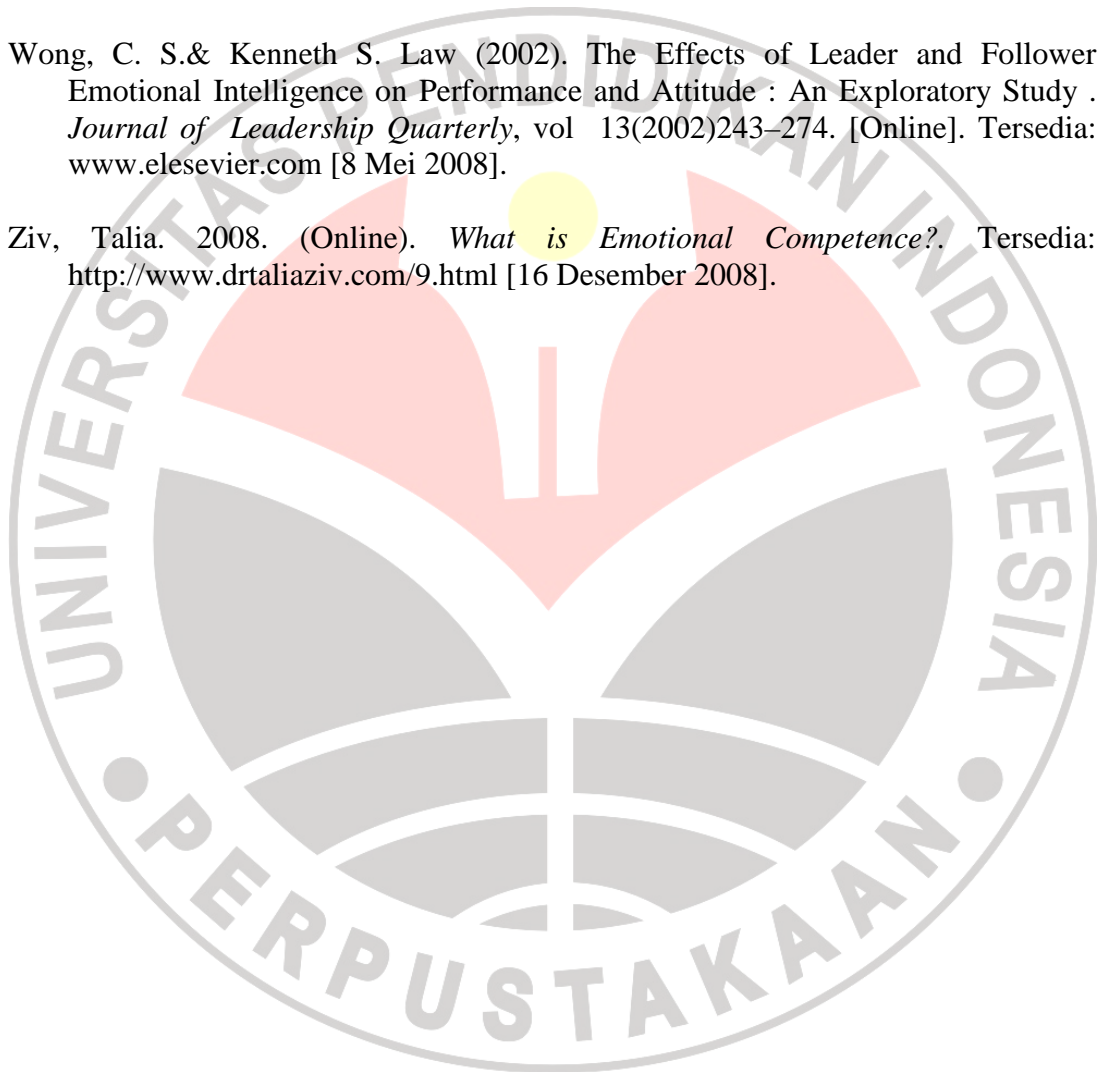 Wong, C. S.& Kenneth S. Law (2002). The Effects of Leader and Follower
Emotional Intelligence on Performance and Attitude : An Exploratory Study .
Journal of Leadership Quarterly, vol 13(2002)243–274. [Online]. Tersedia:
www.elesevier.com [8 Mei 2008].
Ziv, Talia. 2008. (Online). What is Emotional Competence?. Tersedia:
http://www.drtaliaziv.com/9.html [16 Desember 2008].
UNIVERSITAS PENDIDIKAN INDONESIA
PERPUSTAKAAN